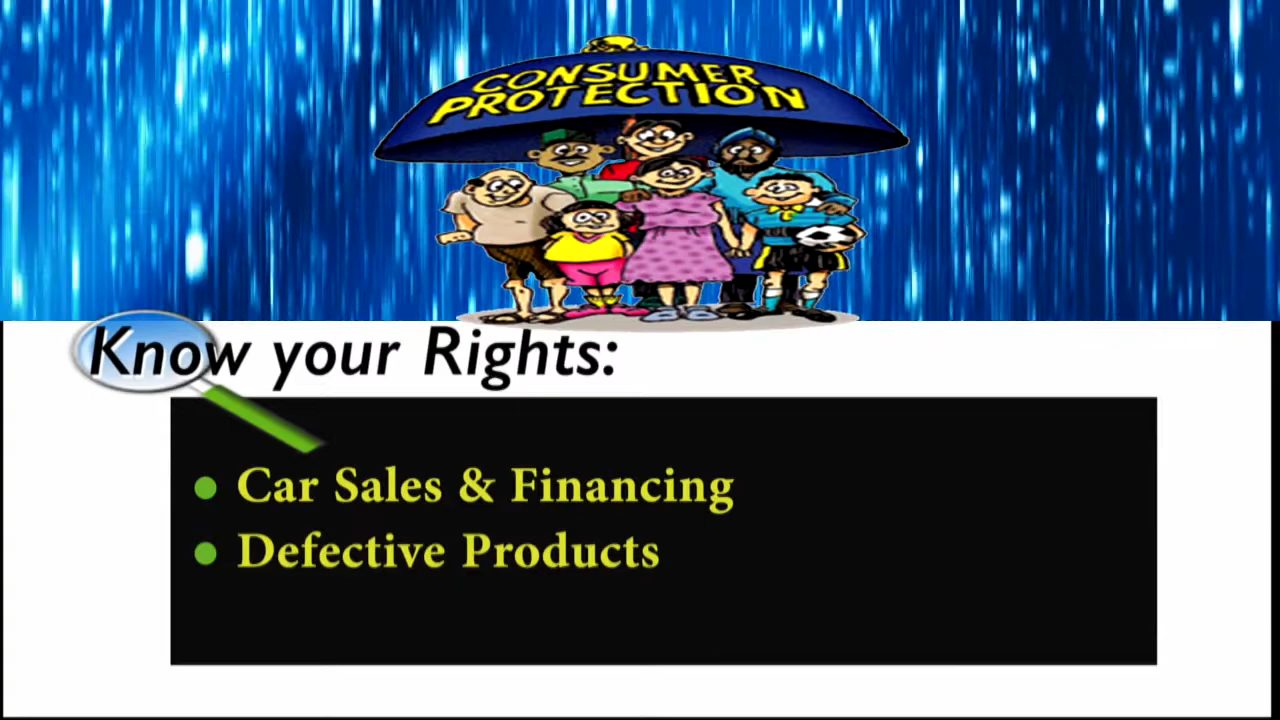 CONSUMER
PROTECTION
Know your Rights:
Car Sales & Financing
Defective Products